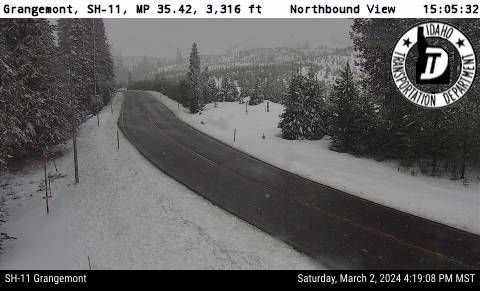 Grangemont, SH-11, MP 35.42, 3,316 ft Northbound View 15:05:32
IDAHO
TRANSPORTATION DEPARTMENT
SH-11 Grangemont Saturday, March 2, 2024 4:19:08 PM MST